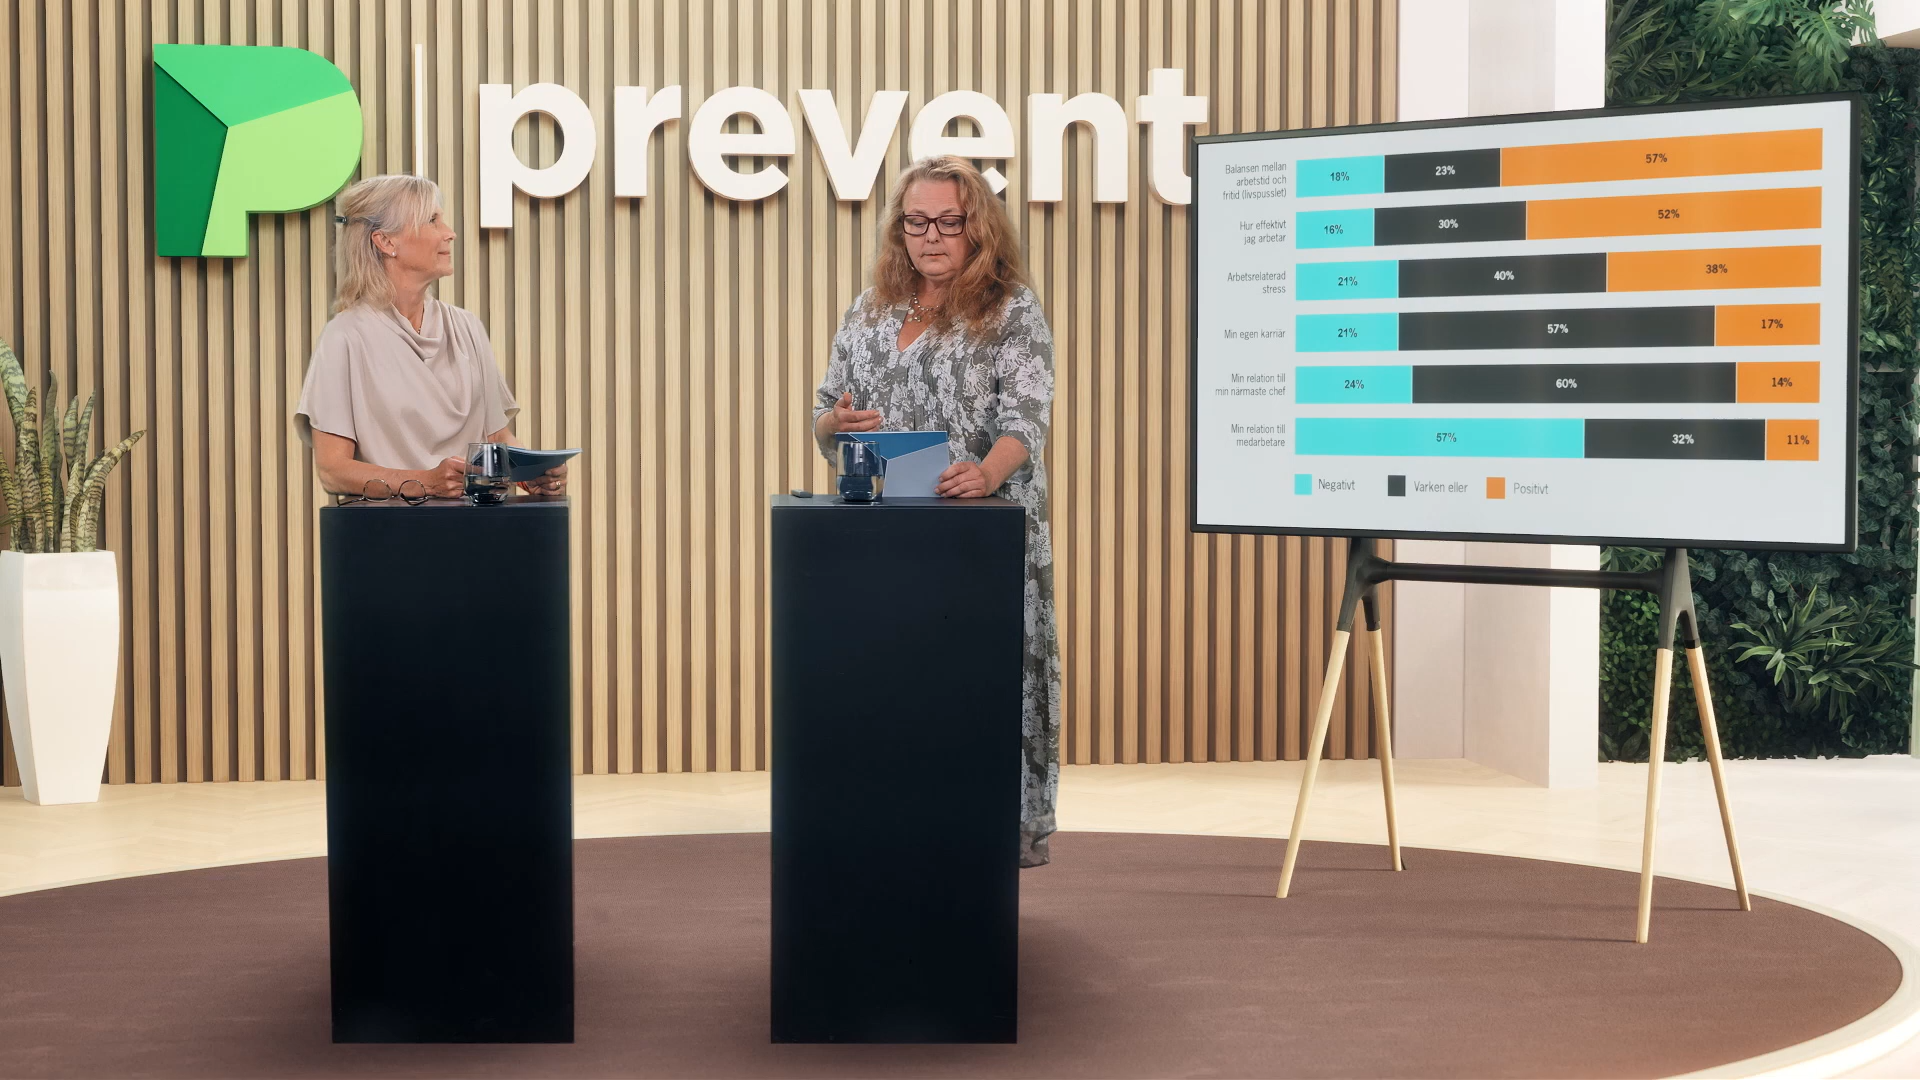 prevent
Balansen mellan
arbetstid och
fritid (livspusslet)
18% 23% 57%
Hur effektivt
jag arbetar
16% 30% 52%
Arbetsrelaterad
stress
21% 40% 38%
Min egen karriär
21% 57% 17%
Min relation till
min närmaste chef
24% 60% 14%
Min relation till
medarbetare
57% 32% 11%
Negativt Varken eller Positivt